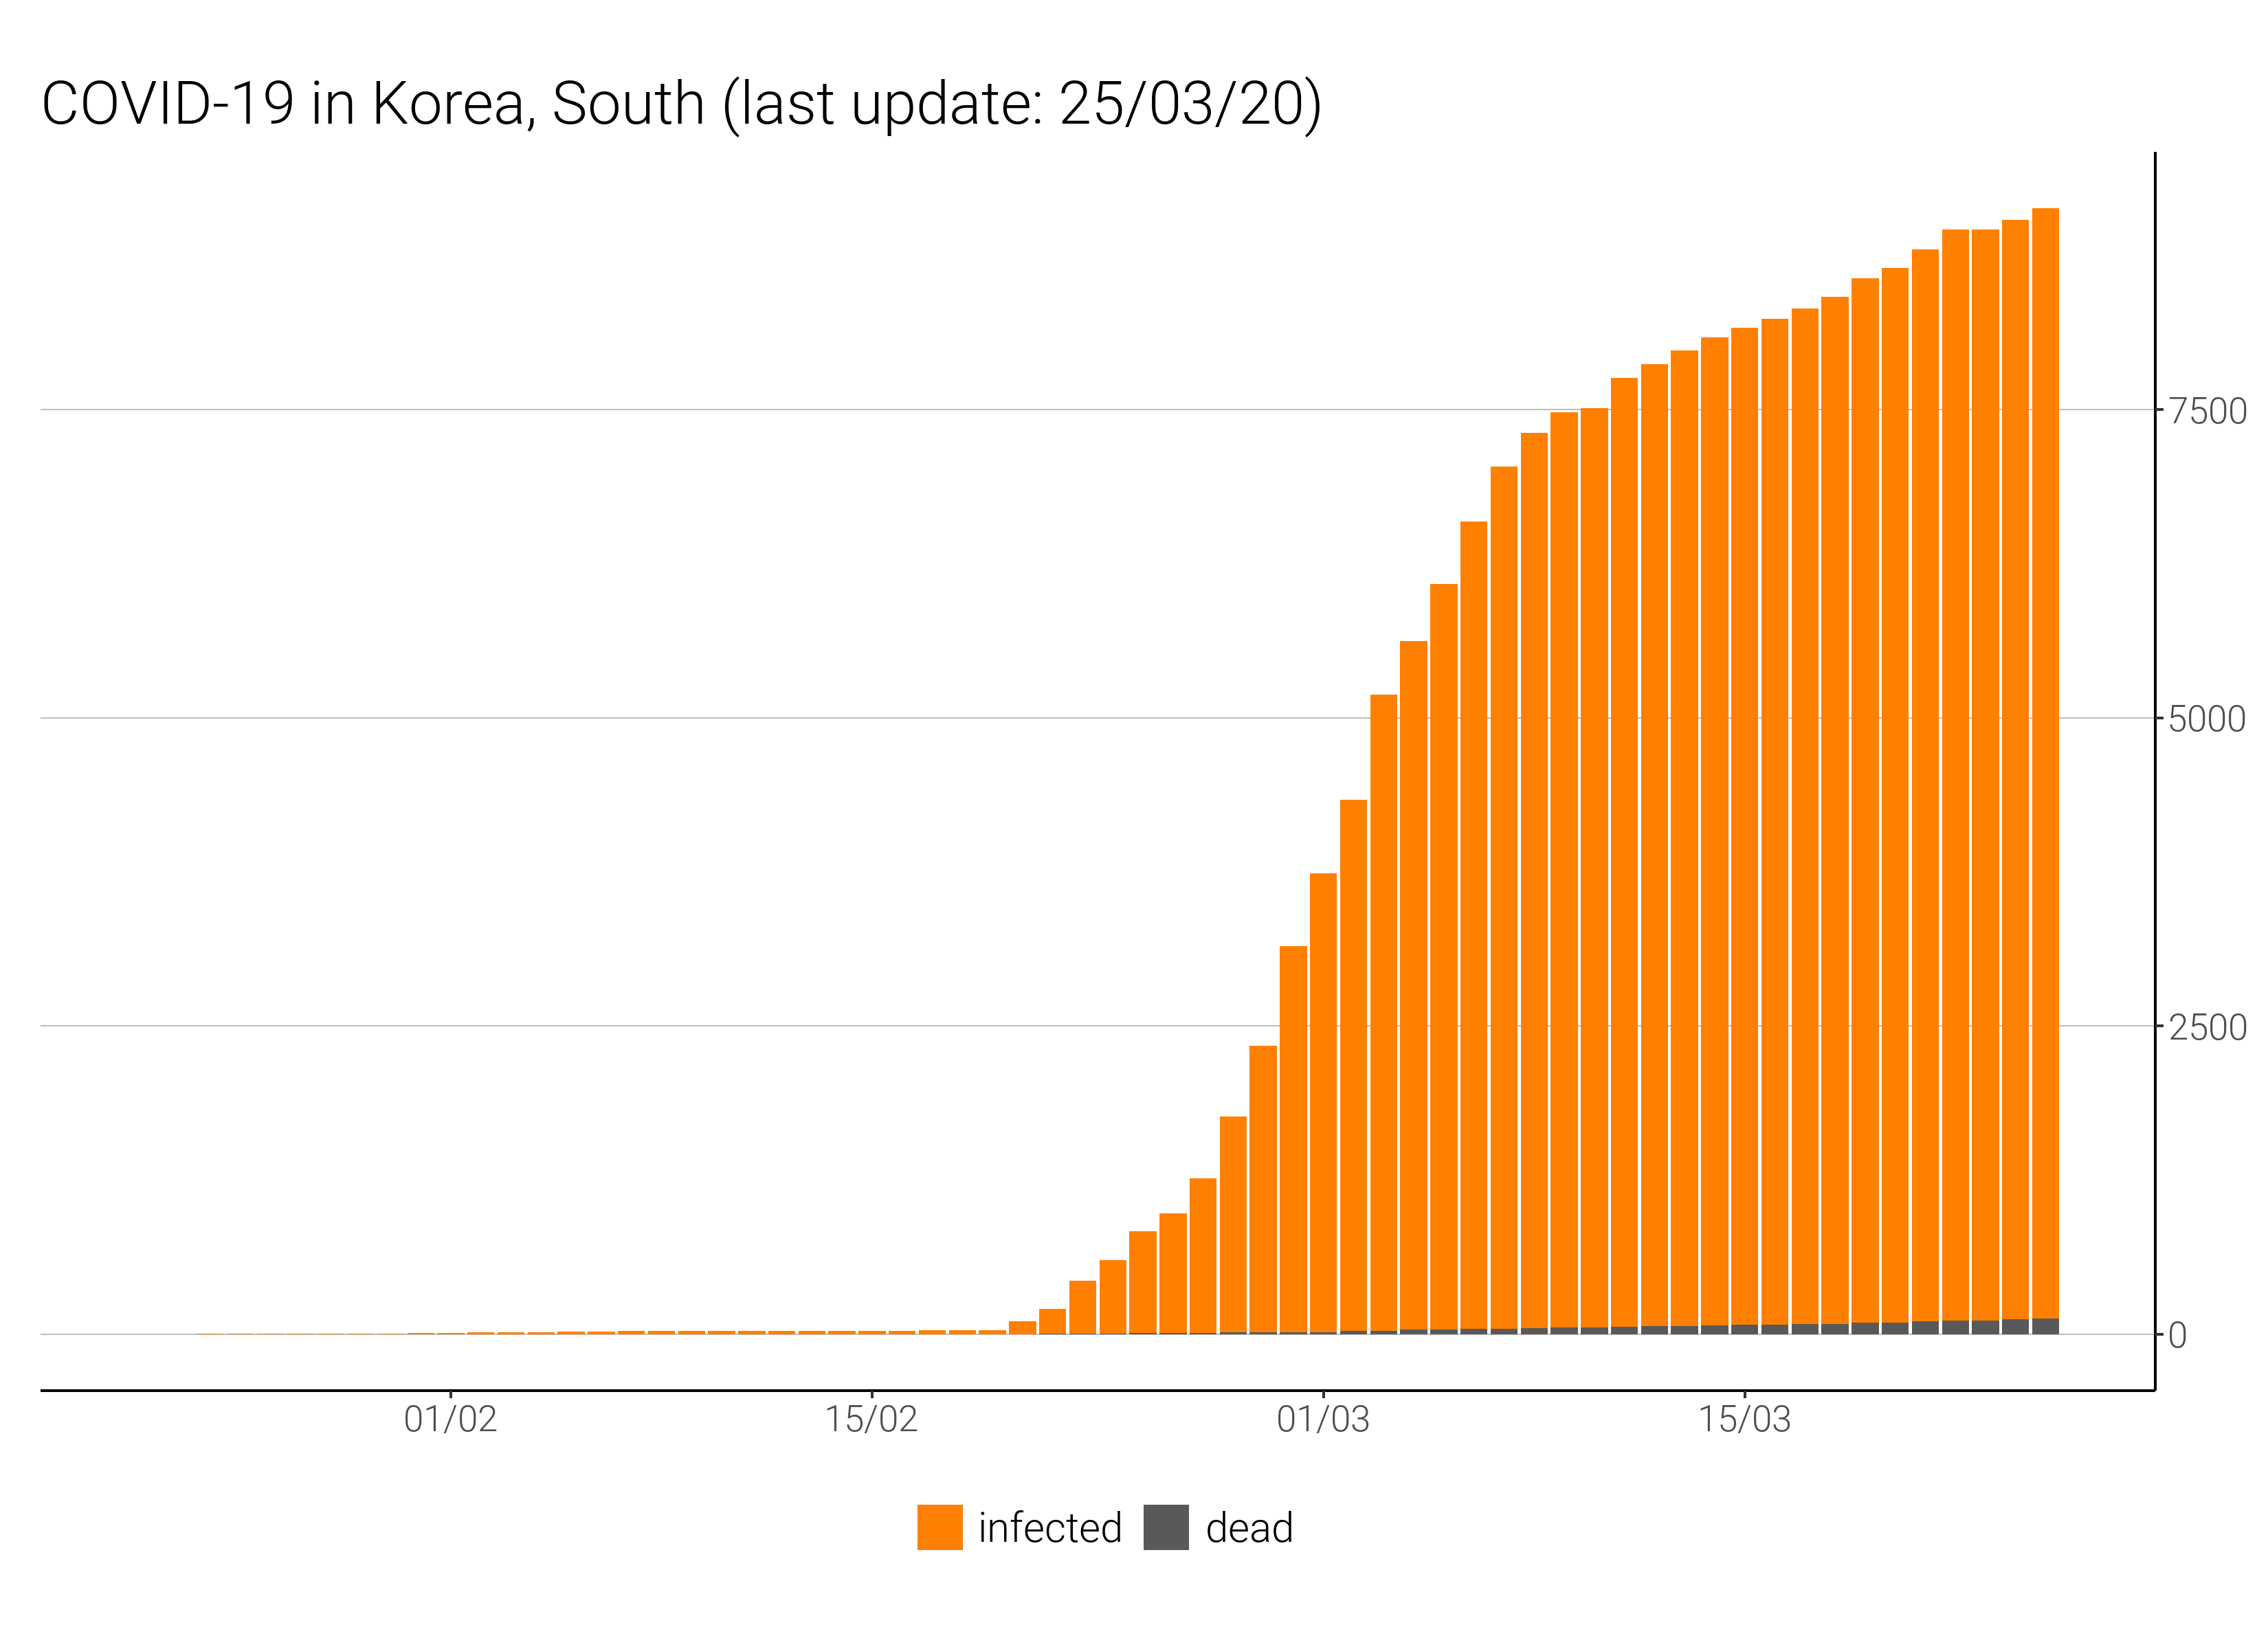 COVID-19 in Korea, South (last update: 25/03/20)
7500
5000
2500
0
01/02 15/02 01/03 15/03
infected dead